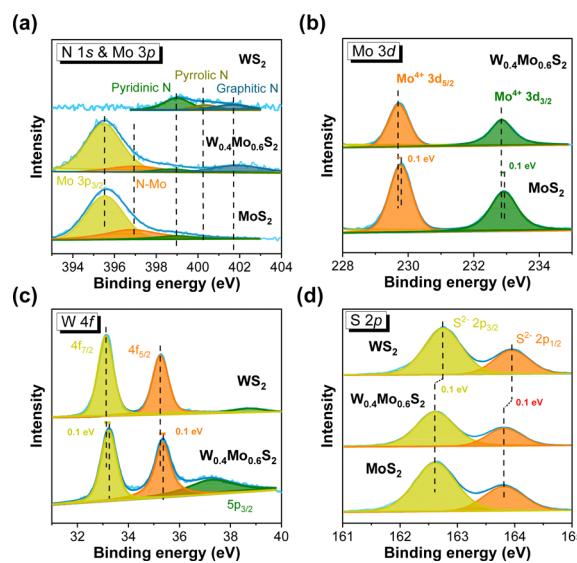 (a)
N 1s & Mo 3p
WS2
Pyrrolic N
Pyridinic N
Graphitic N
W0.4Mo0.6S2
Mo 3p3/2
N-Mo
MoS2
Intensity
394 396 398 400 402 404
Binding energy (eV)
(b)
Mo 3d
W0.4Mo0.6S2
Mo4+ 3d5/2
Mo4+ 3d3/2
0.1 eV
0.1 eV
MoS2
Intensity
228 230 232 234
Binding energy (eV)
(c)
W 4f
4f7/2
4f5/2
WS2
0.1 eV
0.1 eV
W0.4Mo0.6S2
5p3/2
Intensity
32 34 36 38 40
Binding energy (eV)
(d)
S 2p
S2- 2p3/2
S2- 2p1/2
WS2
0.1 eV
0.1 eV
W0.4Mo0.6S2
MoS2
Intensity
161 162 163 164 165
Binding energy (eV)